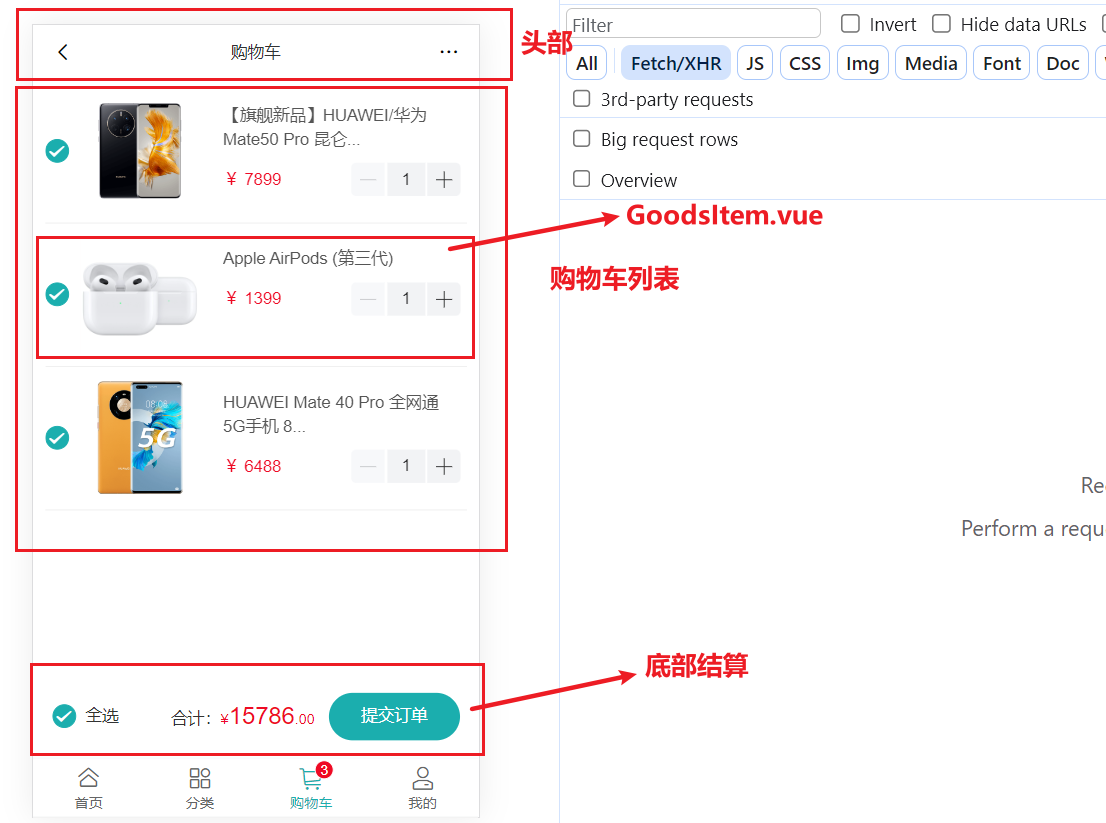 购物车
头部
【旗舰新品】HUAWEI/华为
Mate50 Pro 昆仑...
¥ 7899
1
Apple AirPods (第三代)
¥ 1399
1
HUAWEI Mate 40 Pro 全网通
5G手机 8...
08:08
5G
¥ 6488
1
全选
合计：¥15786.00
提交订单
首页
分类
3
购物车
我的
Filter
Invert
Hide data URLs
All
Fetch/XHR
JS
CSS
Img
Media
Font
Doc
3rd-party requests
Big request rows
Overview
GoodsItem.vue
购物车列表
Re
Perform a requ
底部结算